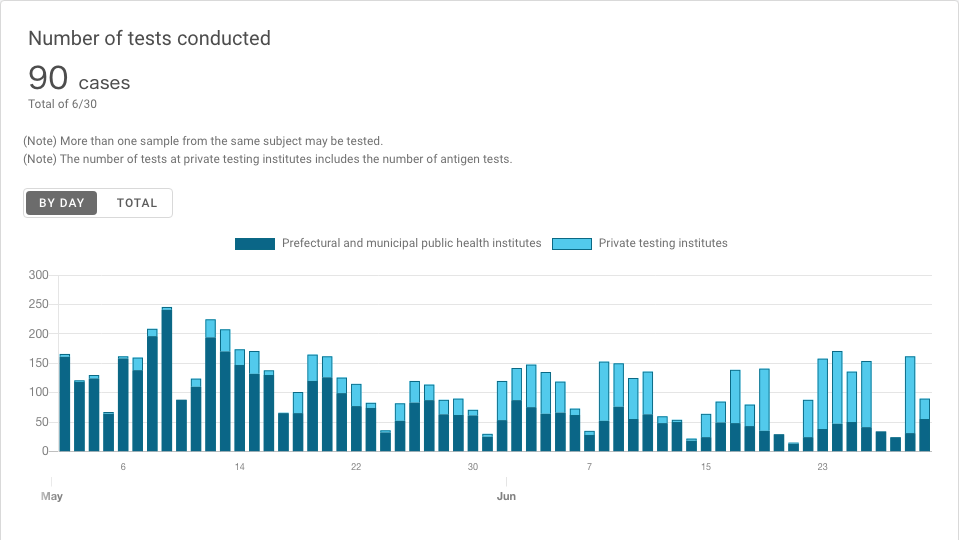 Number of tests conducted
90 cases
Total of 6/30
(Note) More than one sample from the same subject may be tested.
(Note) The number of tests at private testing institutes includes the number of antigen tests.
BY DAY TOTAL
Prefectural and municipal public health institutes Private testing institutes
300
250
200
150
100
50
0
6 14 22 30 7 15 23
May Jun